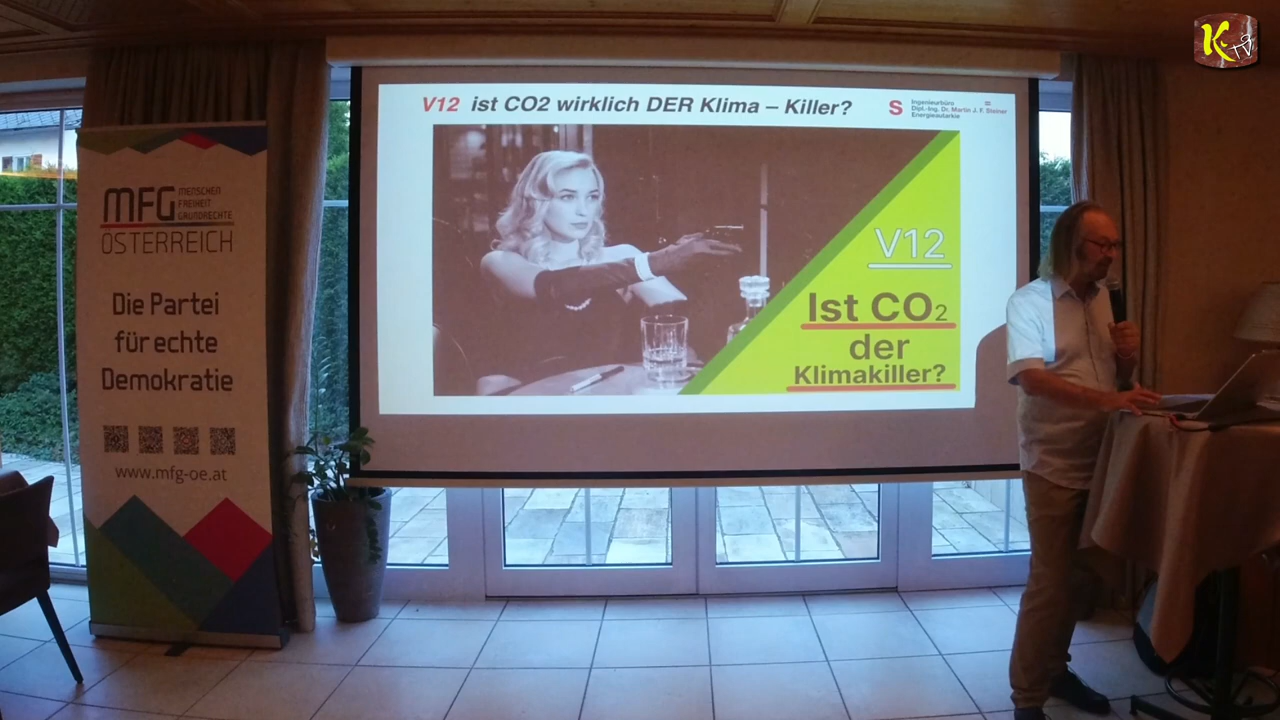 K
TV
V12 ist CO2 wirklich DER Klima – Killer?
S
Ingenieurbüro
Dipl.-Ing. Dr. Martin J. F. Steiner
Energieautarkie
MFG MENSCHEN
FREIHEIT
GRUNDRECHTE
ÖSTERREICH
Die Partei
für echte
Demokratie
www.mfg-oe.at
V12
Ist CO2
der
Klimakiller?